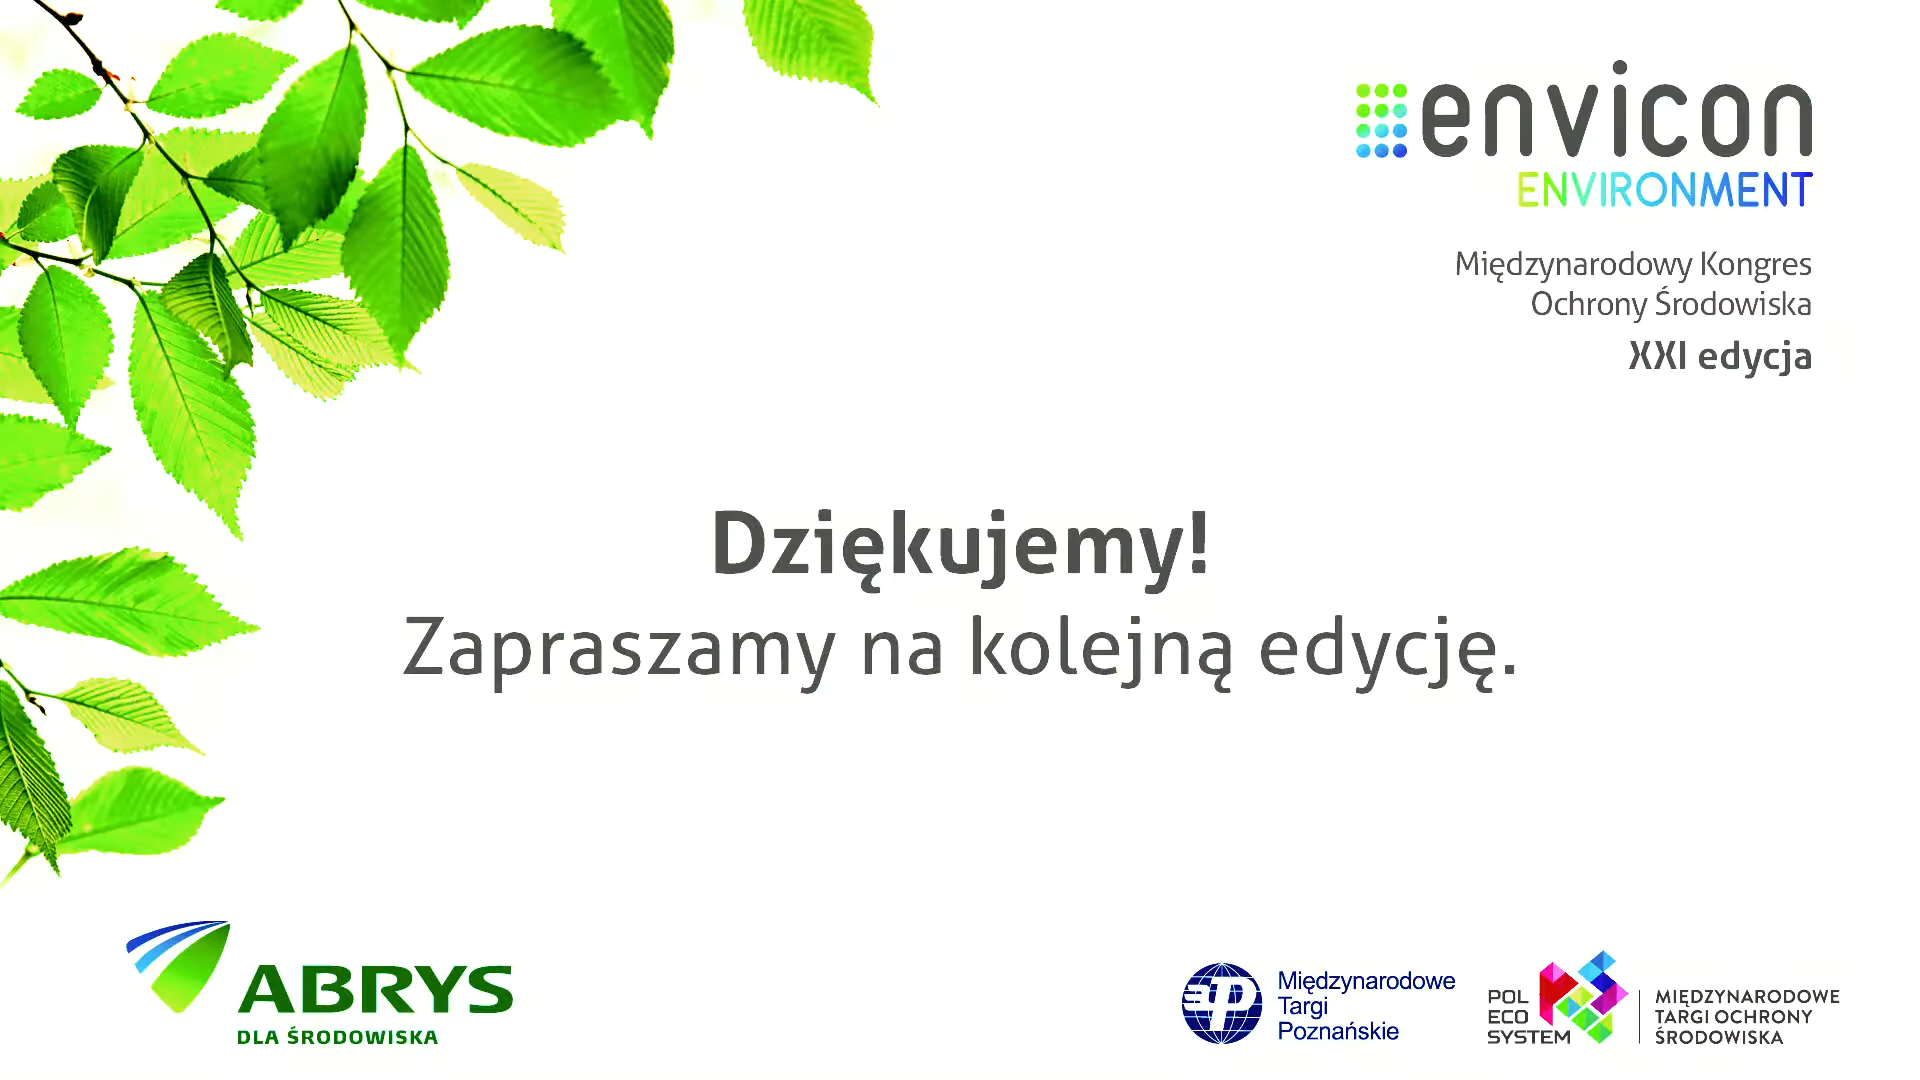 envicon
ENVIRONMENT
Międzynarodowy Kongres
Ochrony Środowiska
XXI edycja
Dziękujemy!
Zapraszamy na kolejną edycję.
ABRYS
DLA ŚRODOWISKA
Międzynarodowe
Targi
Poznańskie
POL
ECO
SYSTEM
MIĘDZYNARODOWE
TARGI OCHRONY
ŚRODOWISKA